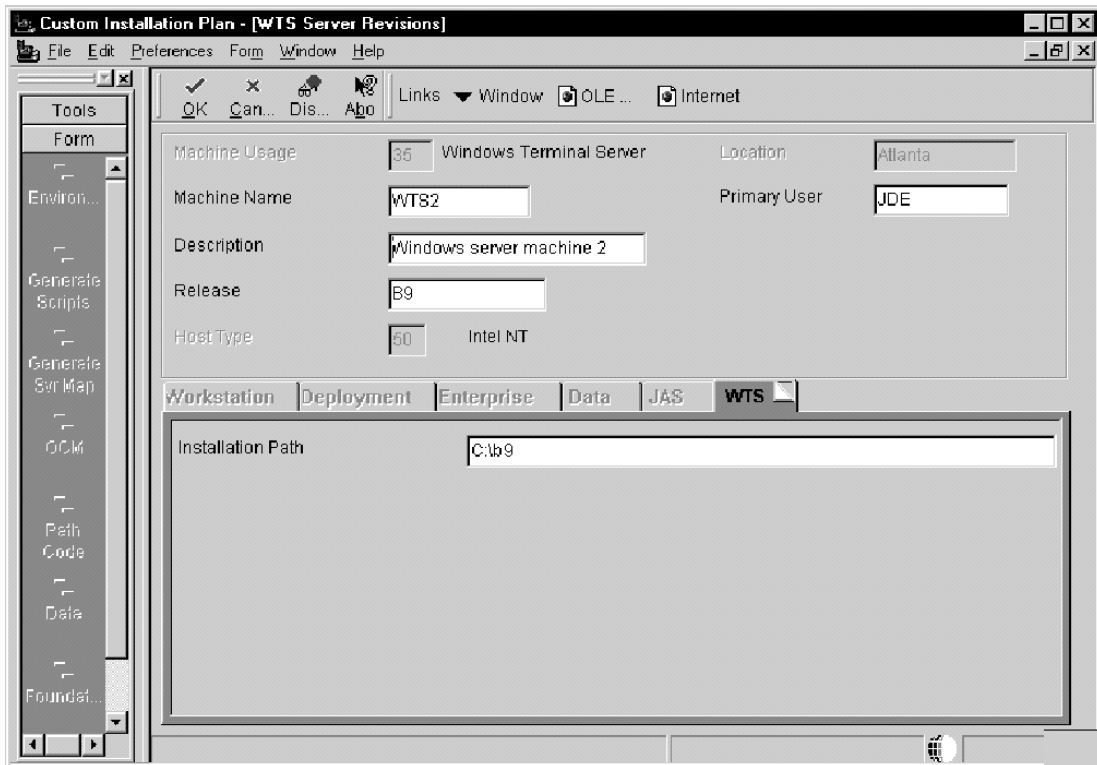 Custom Installation Plan - [WTS Server Revisions]
File Edit Preferences Form Window Help
OK Can... Dis... Abo Links Window OLE ... Internet
Tools
Form
Environ...
Generate
Scripts
Generate
Svr Map
OCM
Path
Code
Data
Foundat...
Machine Usage 35 Windows Terminal Server Location Atlanta
Machine Name WTS2 Primary User JDE
Description Windows server machine 2
Release B9
Host Type 50 Intel NT
Workstation Deployment Enterprise Data JAS WTS
Installation Path C:\b9